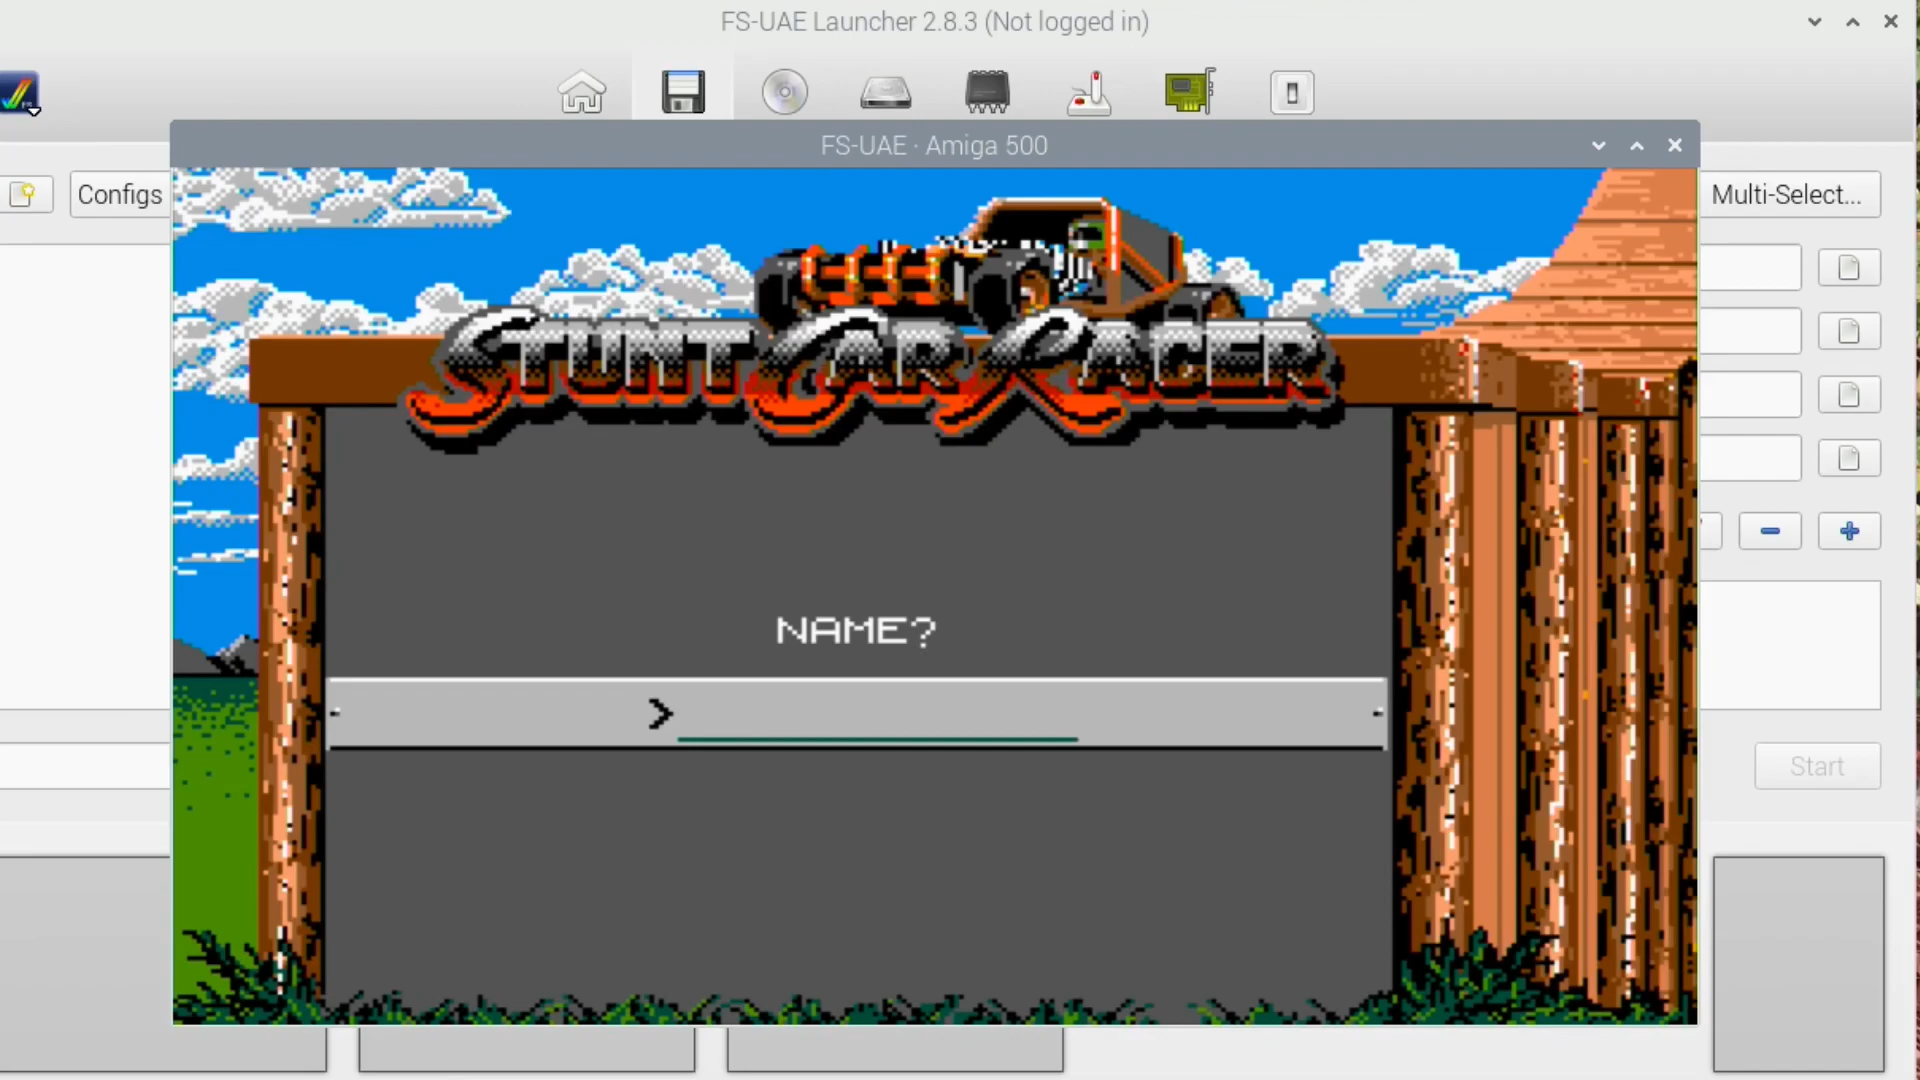 FS-UAE Launcher 2.8.3 (Not logged in)
FS-UAE · Amiga 500
Configs
Multi-Select...
STUNT CAR RACER
NAME?
>
Start